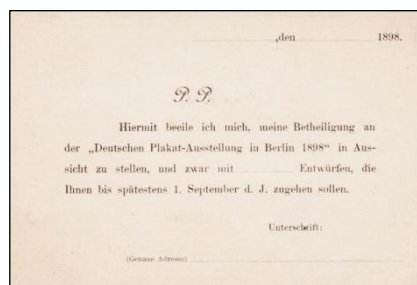 ,den 1898.
P. P.
Hiermit beeile ich mich, meine Betheiligung an
der „Deutschen Plakat-Ausstellung in Berlin 1898“ in Aus-
sicht zu stellen, und zwar mit Entwürfen, die
Ihnen bis spätestens 1. September d. J. zugehen sollen.
Unterschrift:
(Genaue Adresse)